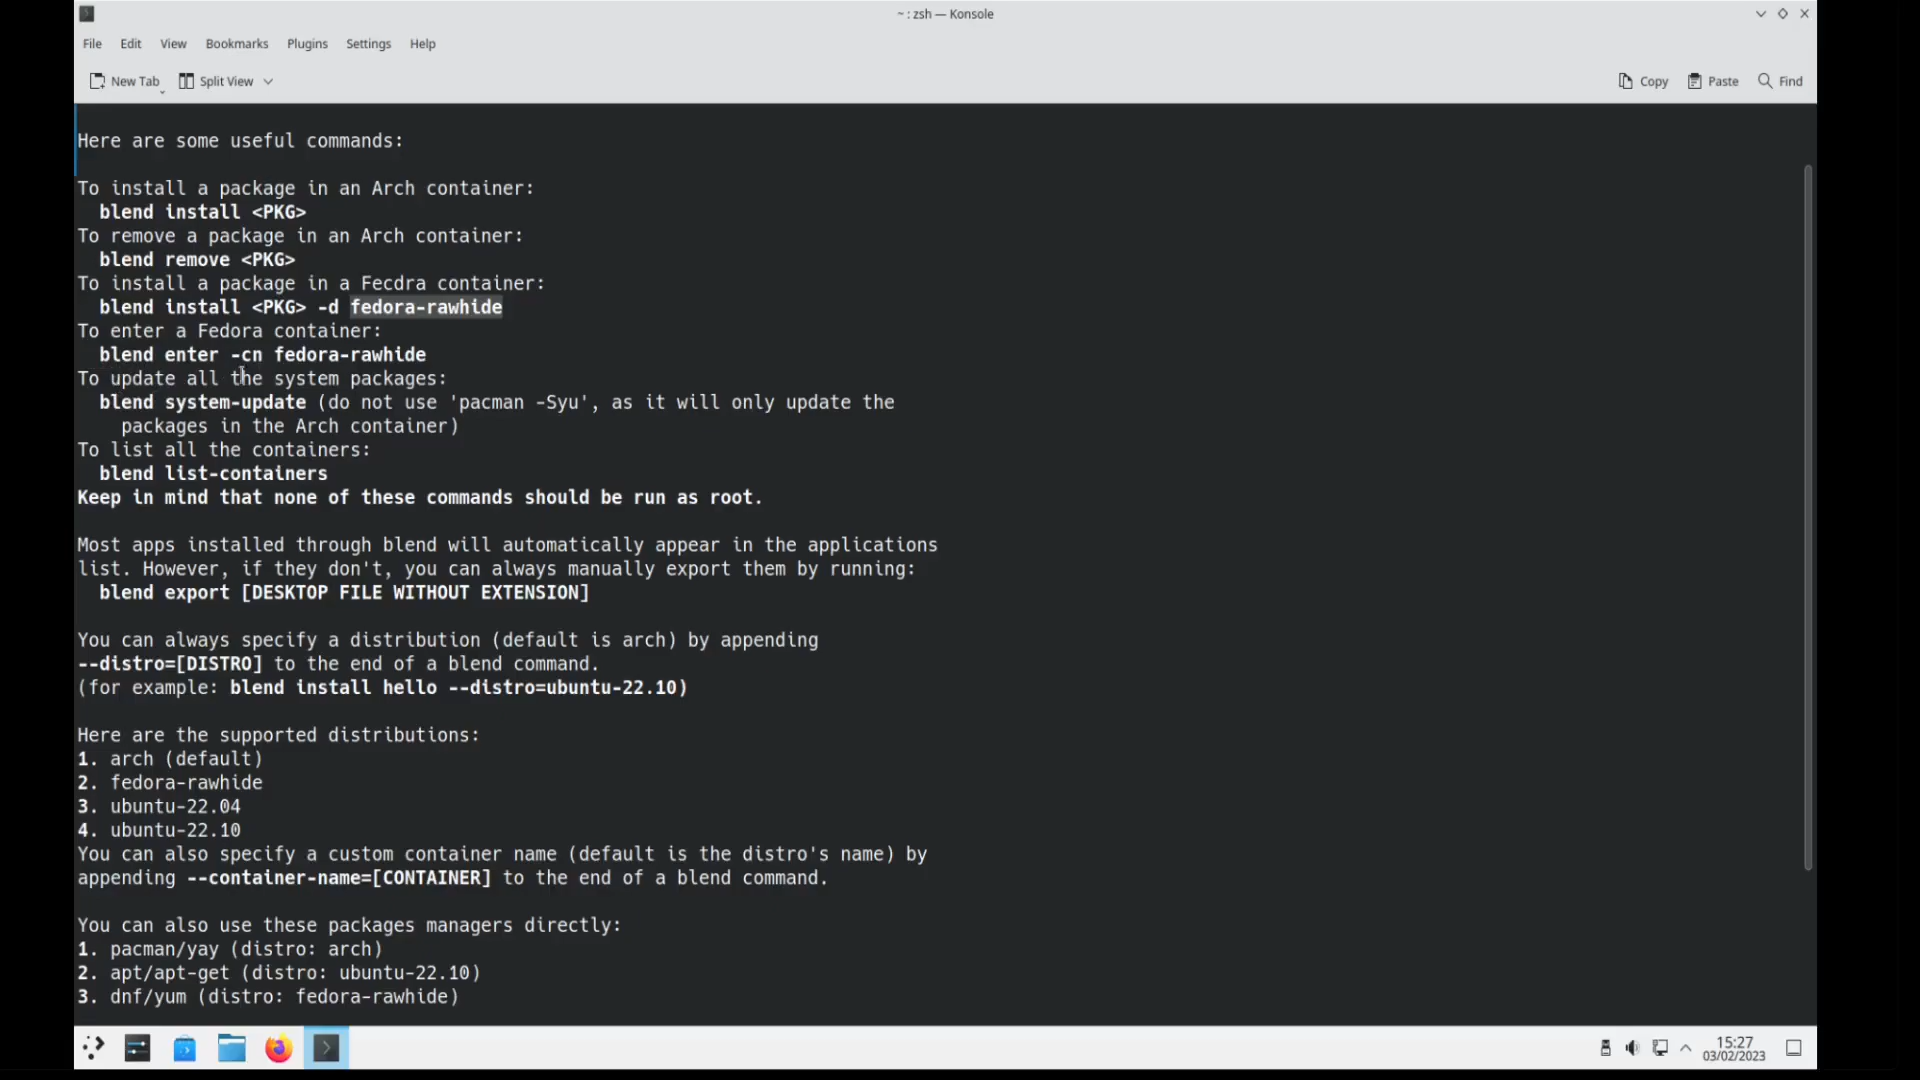 ~ : zsh — Konsole
File Edit View Bookmarks Plugins Settings Help
New Tab Split View Copy Paste Find
Here are some useful commands:
To install a package in an Arch container:
blend install <PKG>
To remove a package in an Arch container:
blend remove <PKG>
To install a package in a Fecdra container:
blend install <PKG> -d fedora-rawhide
To enter a Fedora container:
blend enter -cn fedora-rawhide
To update all the system packages:
blend system-update (do not use 'pacman -Syu', as it will only update the
packages in the Arch container)
To list all the containers:
blend list-containers
Keep in mind that none of these commands should be run as root.
Most apps installed through blend will automatically appear in the applications
list. However, if they don't, you can always manually export them by running:
blend export [DESKTOP FILE WITHOUT EXTENSION]
You can always specify a distribution (default is arch) by appending
--distro=[DISTRO] to the end of a blend command.
(for example: blend install hello --distro=ubuntu-22.10)
Here are the supported distributions:
1. arch (default)
2. fedora-rawhide
3. ubuntu-22.04
4. ubuntu-22.10
You can also specify a custom container name (default is the distro's name) by
appending --container-name=[CONTAINER] to the end of a blend command.
You can also use these packages managers directly:
1. pacman/yay (distro: arch)
2. apt/apt-get (distro: ubuntu-22.10)
3. dnf/yum (distro: fedora-rawhide)
15:27
03/02/2023